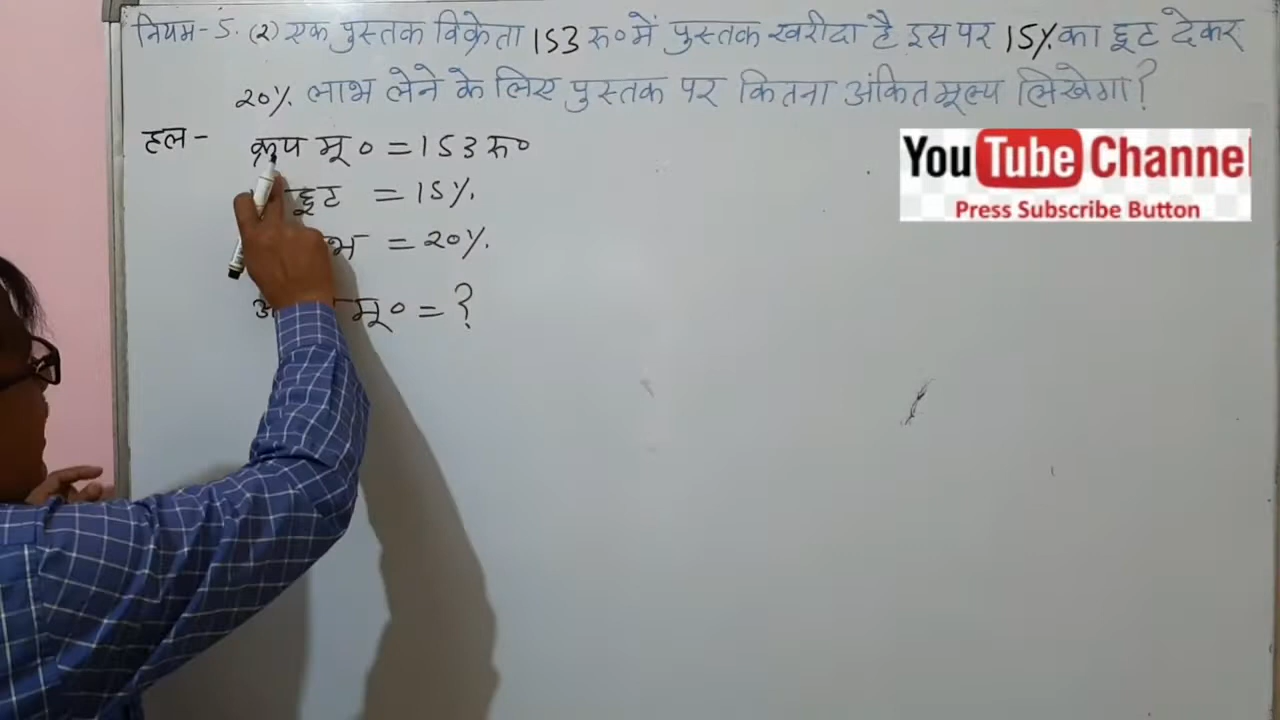 नियम- 5. (2) एक पुस्तक विक्रेता 153 रु० में पुस्तक खरीदा है इस पर 15% का छूट देकर
20% लाभ लेने के लिए पुस्तक पर कितना अंकित मूल्य लिखेगा?
हल- क्रय मू० = 153 रु०
छूट = 15%.
= 20%.
मू० = ?
YouTube Channel
Press Subscribe Button